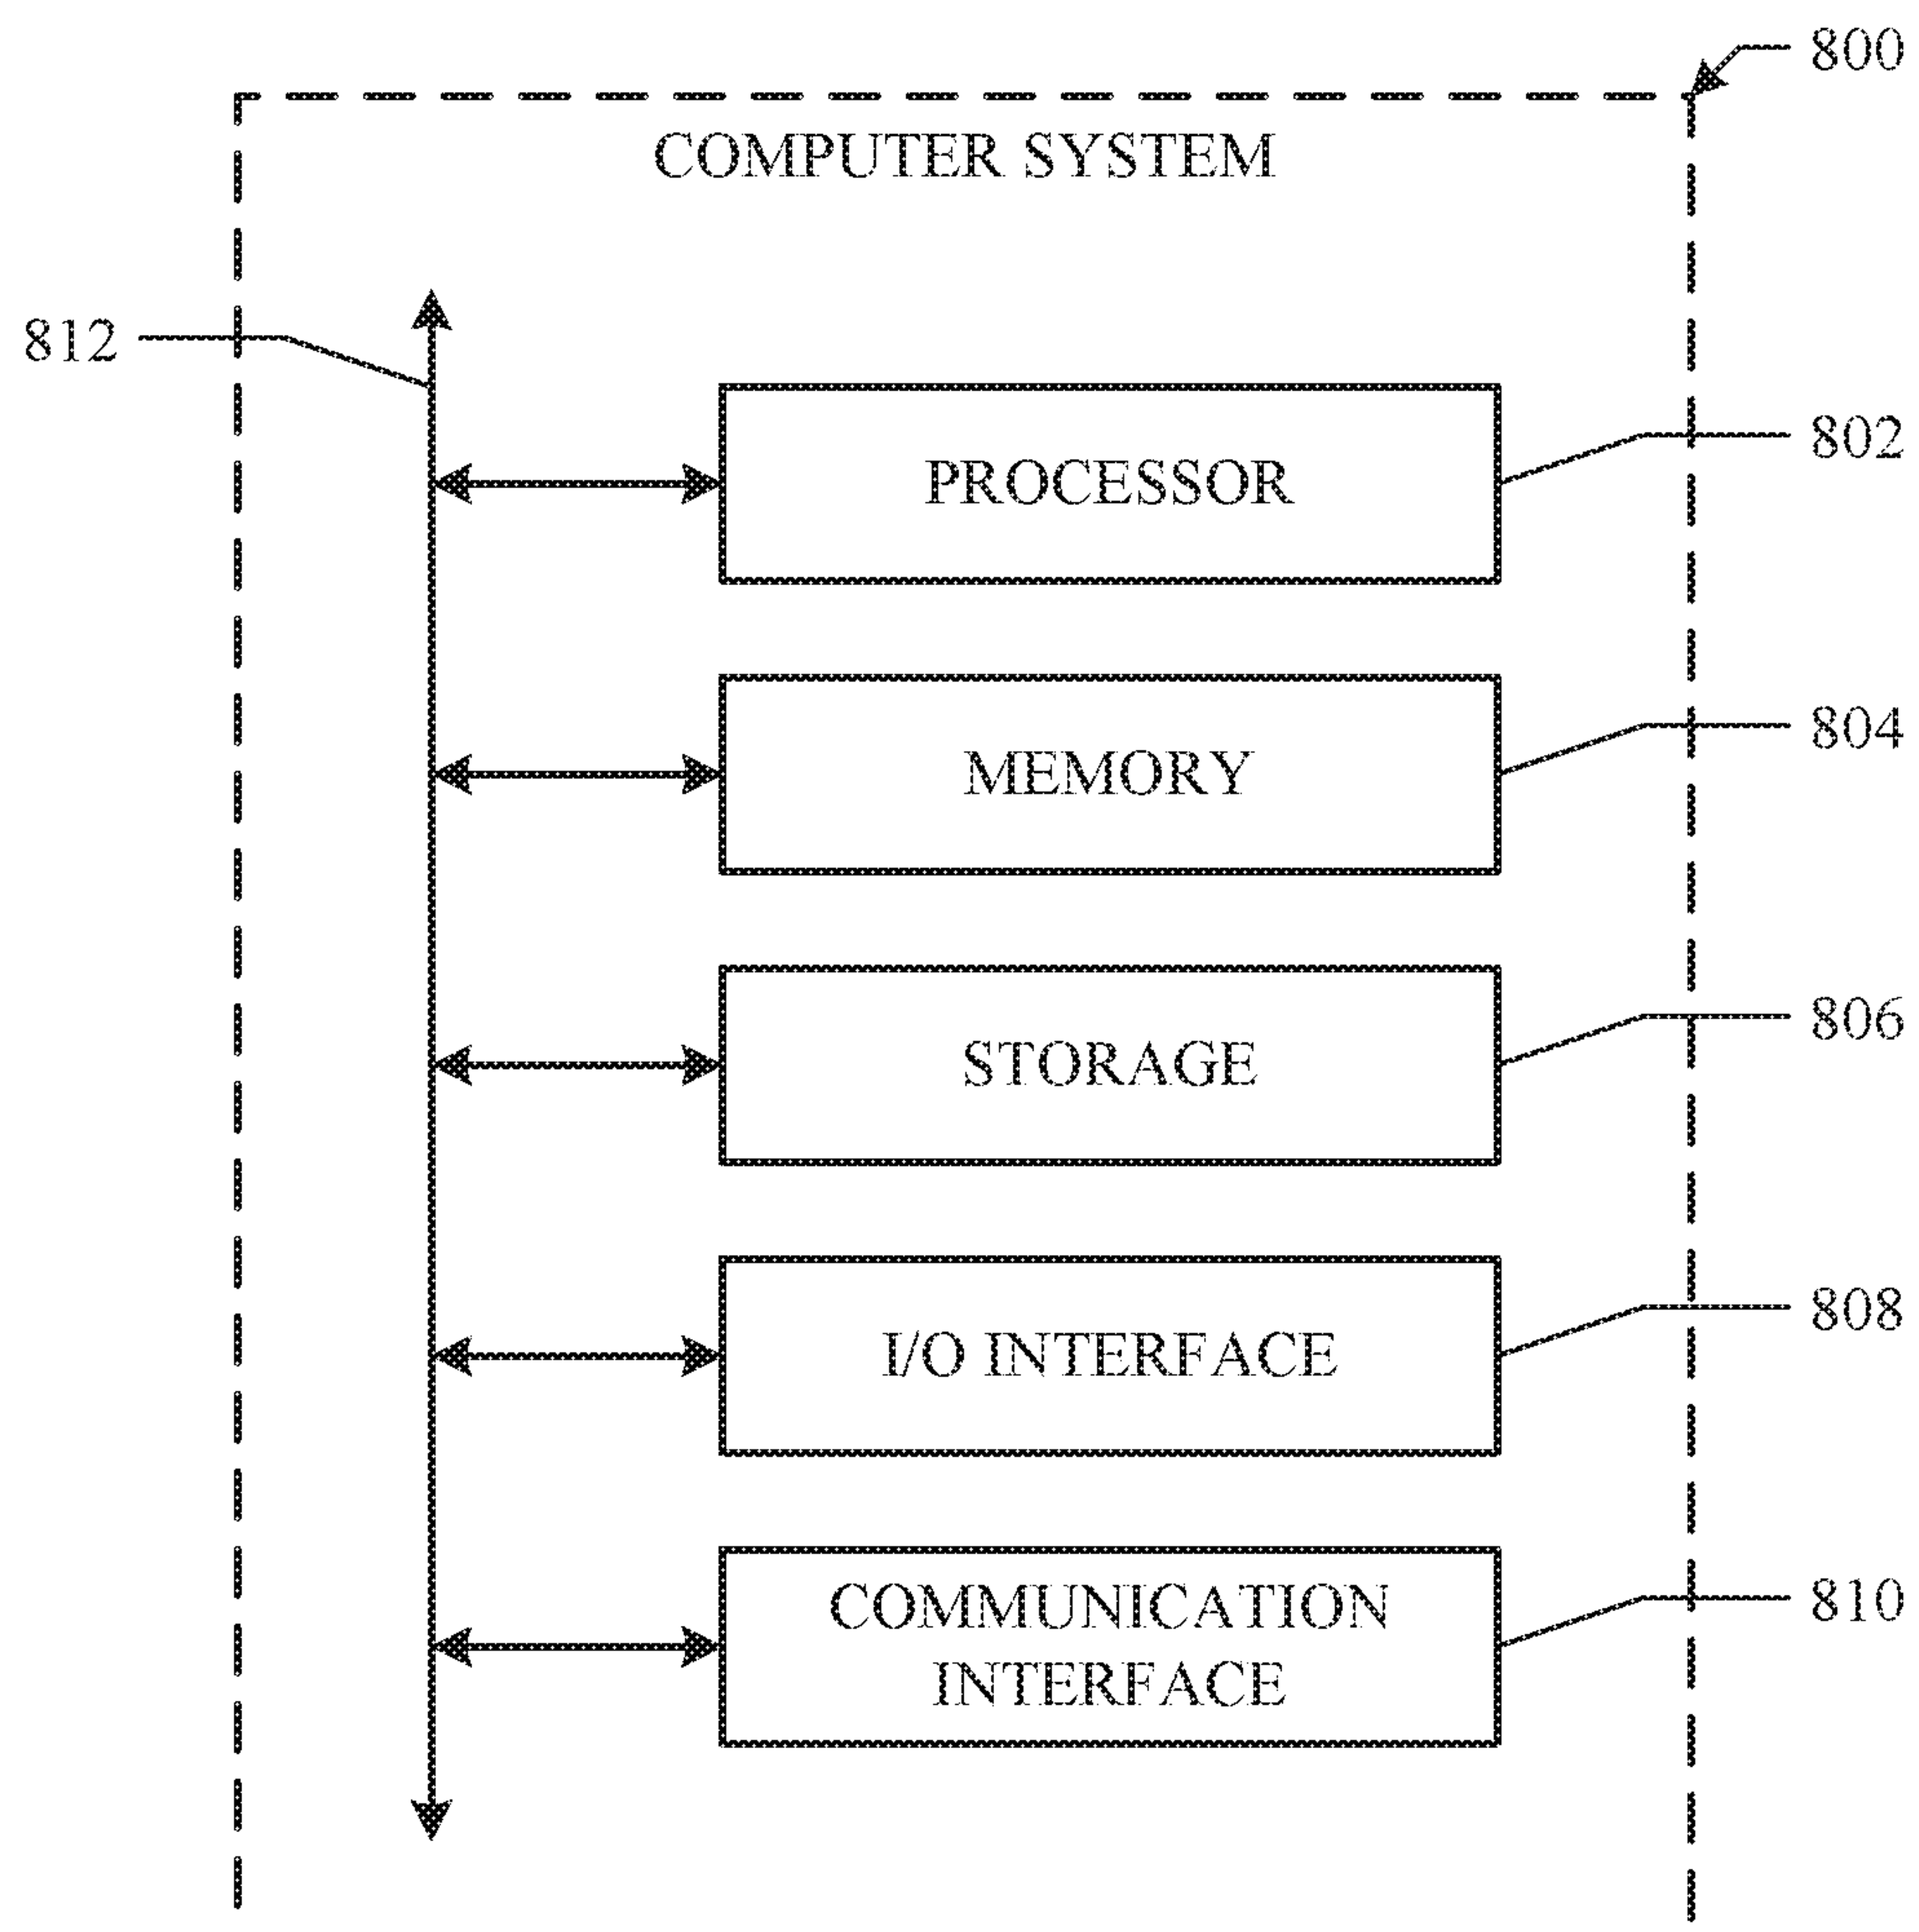 800
COMPUTER SYSTEM
812
PROCESSOR
802
MEMORY
804
STORAGE
806
I/O INTERFACE
808
COMMUNICATION
INTERFACE
810